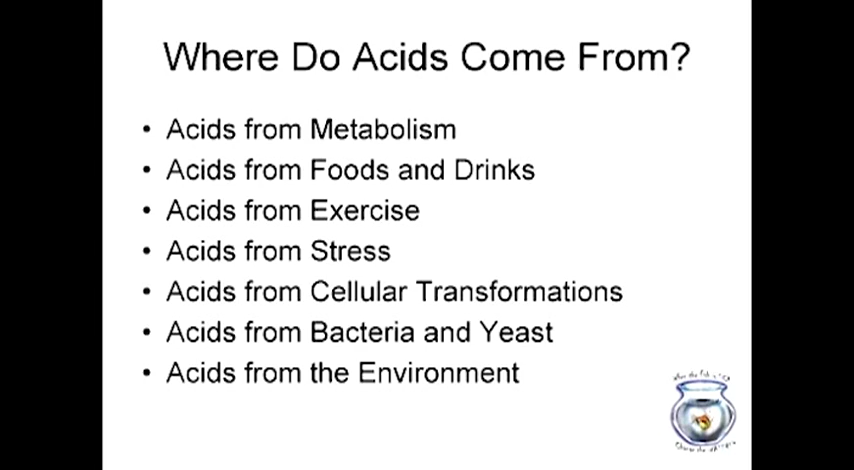 Where Do Acids Come From?
• Acids from Metabolism
• Acids from Foods and Drinks
• Acids from Exercise
• Acids from Stress
• Acids from Cellular Transformations
• Acids from Bacteria and Yeast
• Acids from the Environment